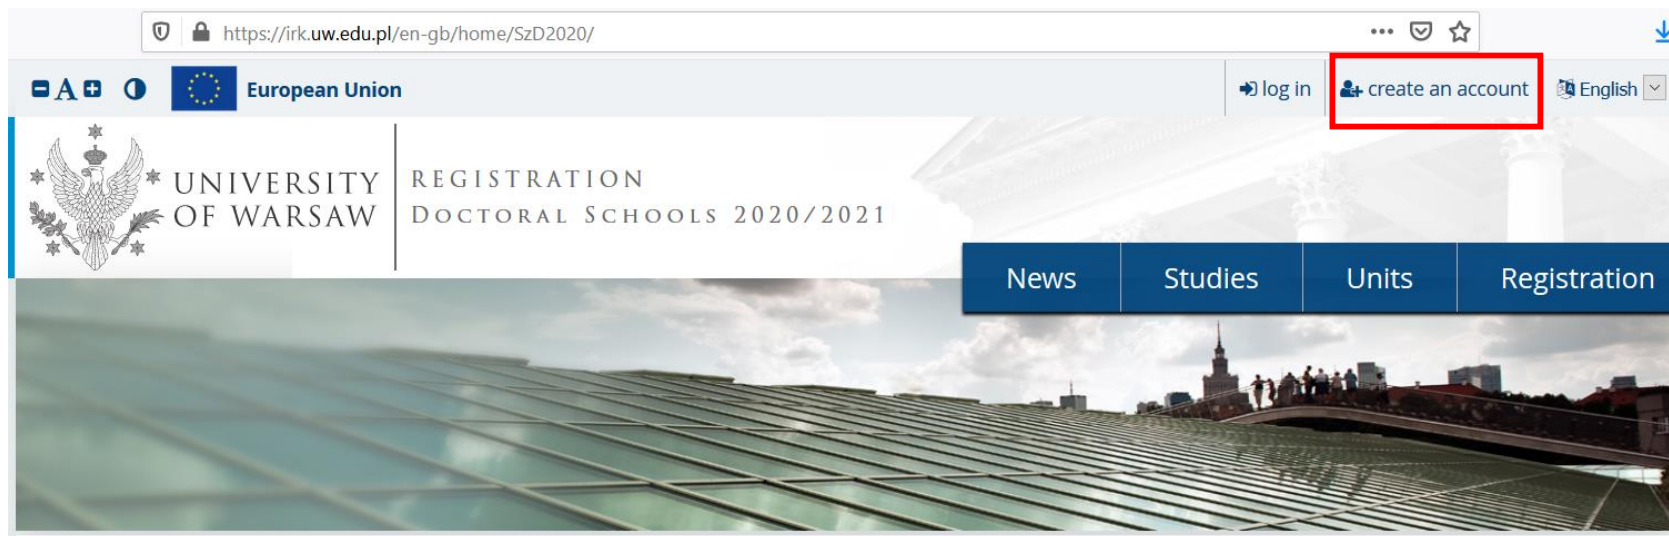 https://irk.uw.edu.pl/en-gb/home/SzD2020/
A European Union log in create an account English
UNIVERSITY OF WARSAW
REGISTRATION
DOCTORAL SCHOOLS 2020/2021
News Studies Units Registration